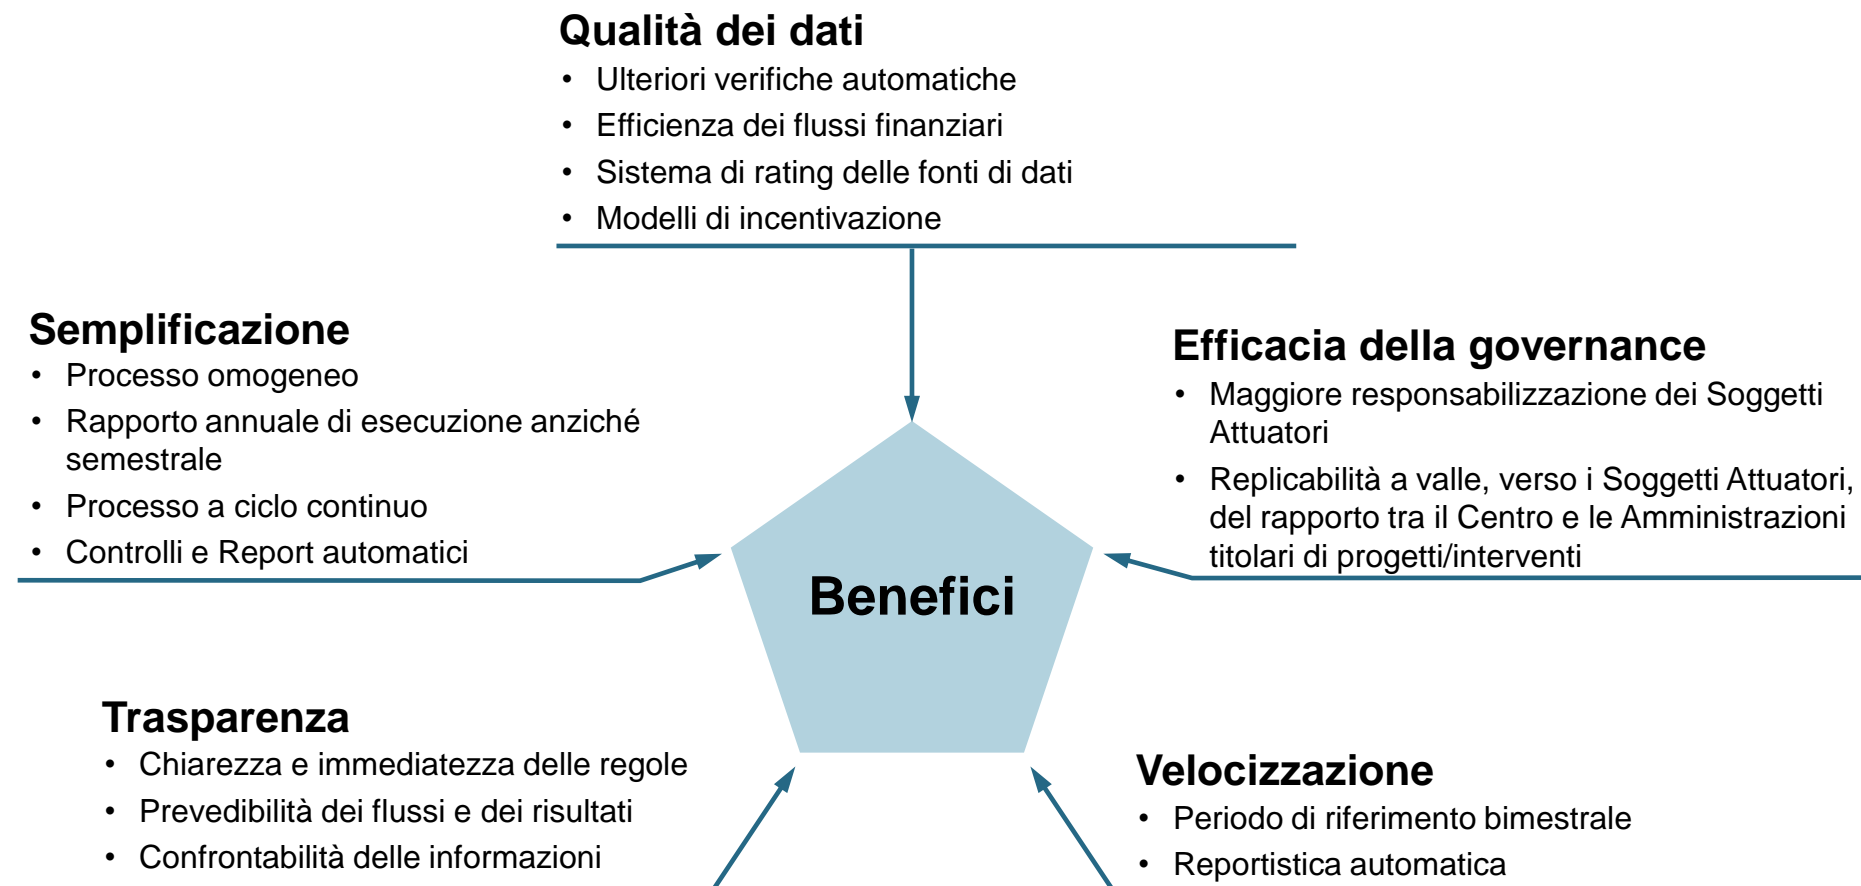 Qualità dei dati
• Ulteriori verifiche automatiche
• Efficienza dei flussi finanziari
• Sistema di rating delle fonti di dati
• Modelli di incentivazione
Semplificazione
• Processo omogeneo
• Rapporto annuale di esecuzione anziché
semestrale
• Processo a ciclo continuo
• Controlli e Report automatici
Efficacia della governance
• Maggiore responsabilizzazione dei Soggetti
Attuatori
• Replicabilità a valle, verso i Soggetti Attuatori,
del rapporto tra il Centro e le Amministrazioni
titolari di progetti/interventi
Benefici
Trasparenza
• Chiarezza e immediatezza delle regole
• Prevedibilità dei flussi e dei risultati
• Confrontabilità delle informazioni
Velocizzazione
• Periodo di riferimento bimestrale
• Reportistica automatica